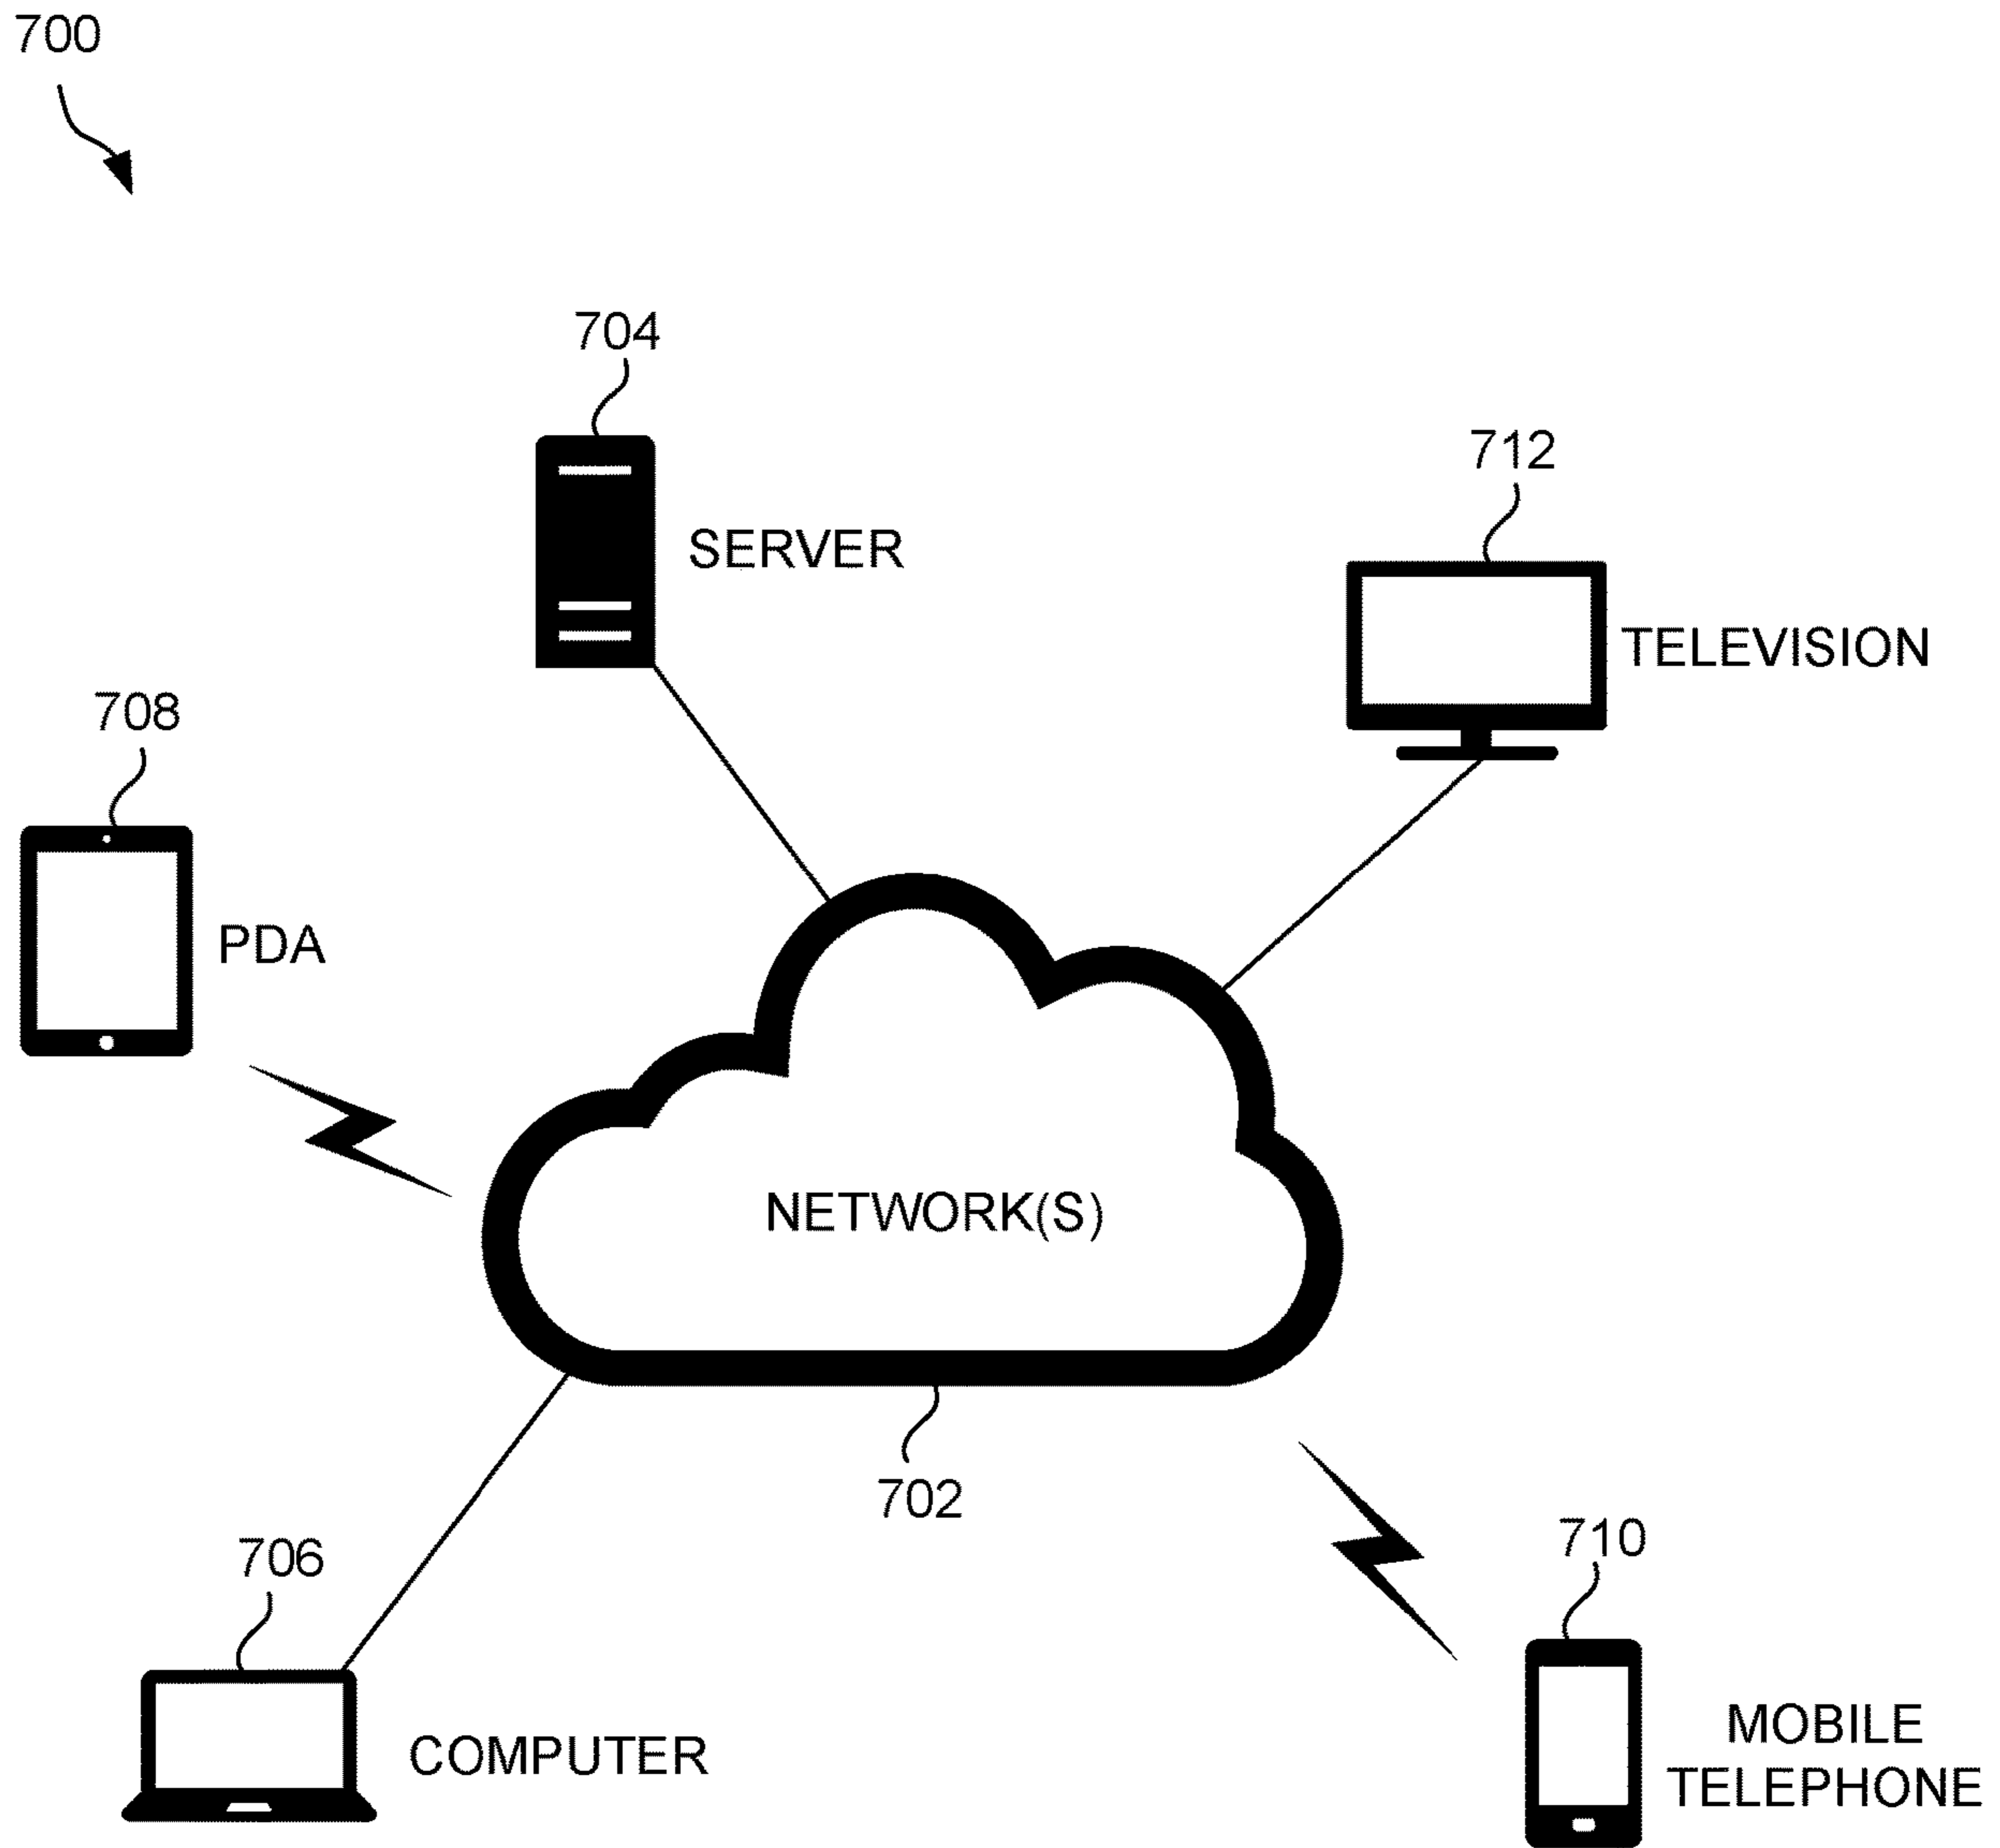 700
704
SERVER
712
TELEVISION
708
PDA
NETWORK(S)
702
706
COMPUTER
710
MOBILE
TELEPHONE